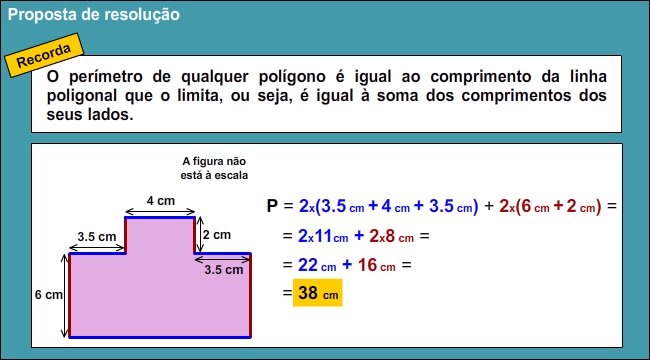 Proposta de resolução
Recorda
O perímetro de qualquer polígono é igual ao comprimento da linha
poligonal que o limita, ou seja, é igual à soma dos comprimentos dos
seus lados.
A figura não
está à escala
4 cm
3.5 cm
2 cm
3.5 cm
6 cm
P = 2x(3.5 cm + 4 cm + 3.5 cm) + 2x(6 cm + 2 cm) =
= 2x11cm + 2x8 cm =
= 22 cm + 16 cm =
= 38 cm